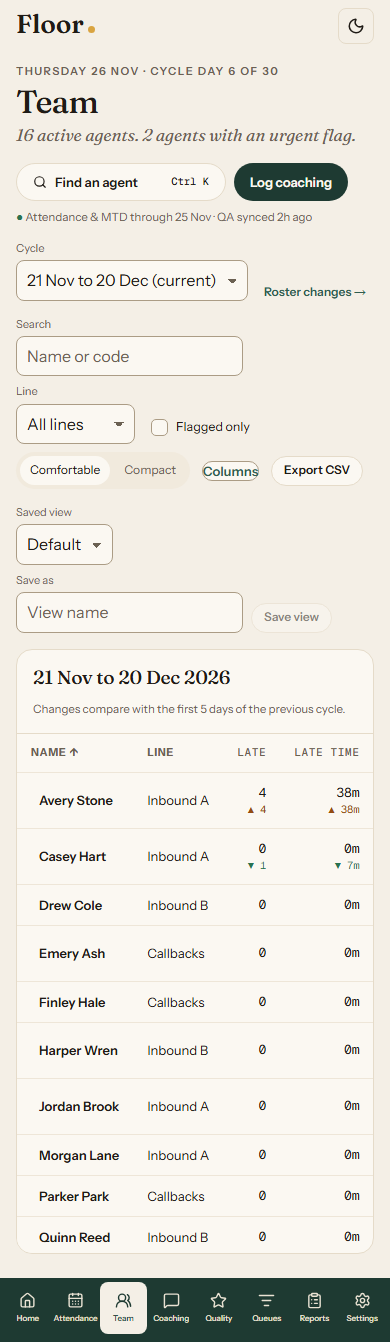 Floor.
THURSDAY 26 NOV · CYCLE DAY 6 OF 30
Team
16 active agents. 2 agents with an urgent flag.
Find an agent Ctrl K Log coaching
Attendance & MTD through 25 Nov · QA synced 2h ago
Cycle
21 Nov to 20 Dec (current) Roster changes →
Search
Name or code
Line
All lines Flagged only
Comfortable Compact Columns Export CSV
Saved view
Default
Save as
View name Save view
21 Nov to 20 Dec 2026
Changes compare with the first 5 days of the previous cycle.
NAME ↑ LINE LATE LATE TIME
Avery Stone Inbound A 4 38m
▲ 4 ▲ 38m
Casey Hart Inbound A 0 0m
▼ 1 ▼ 7m
Drew Cole Inbound B 0 0m
Emery Ash Callbacks 0 0m
Finley Hale Callbacks 0 0m
Harper Wren Inbound B 0 0m
Jordan Brook Inbound A 0 0m
Morgan Lane Inbound A 0 0m
Parker Park Callbacks 0 0m
Quinn Reed Inbound B 0 0m
Home Attendance Team Coaching Quality Queues Reports Settings